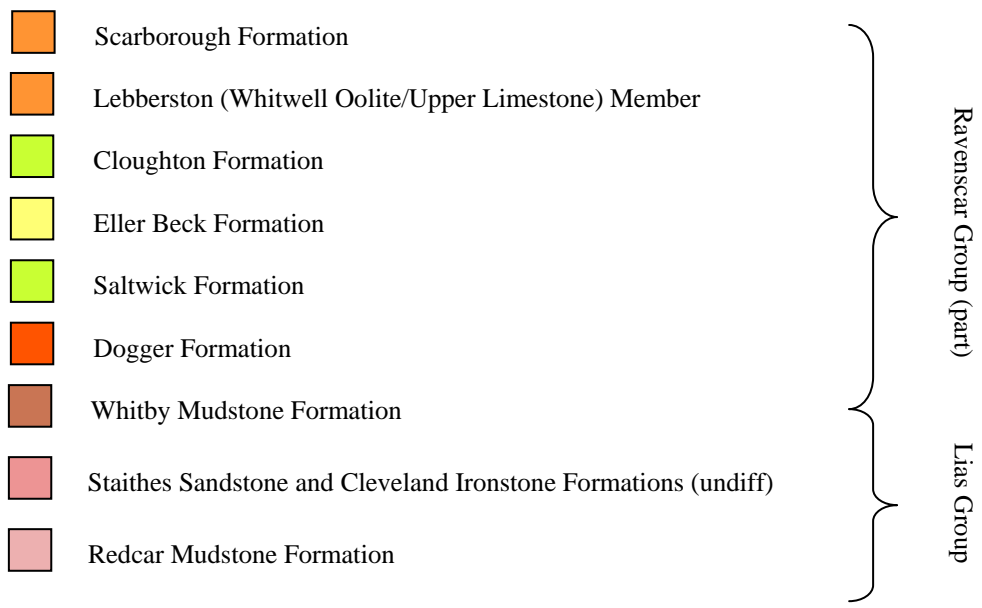 Scarborough Formation
Lebberston (Whitwell Oolite/Upper Limestone) Member
Cloughton Formation
Eller Beck Formation
Saltwick Formation
Dogger Formation
Whitby Mudstone Formation
Staithes Sandstone and Cleveland Ironstone Formations (undiff)
Redcar Mudstone Formation
Ravenscar Group (part)
Lias Group